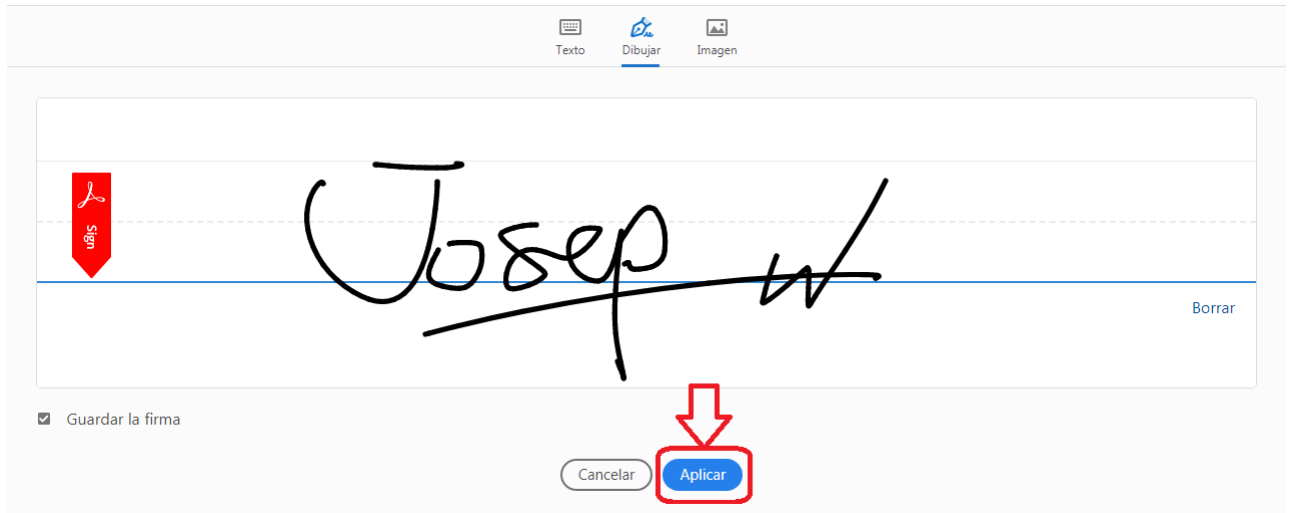 Texto Dibujar Imagen
Sign
Josep W
Borrar
Guardar la firma
Cancelar Aplicar